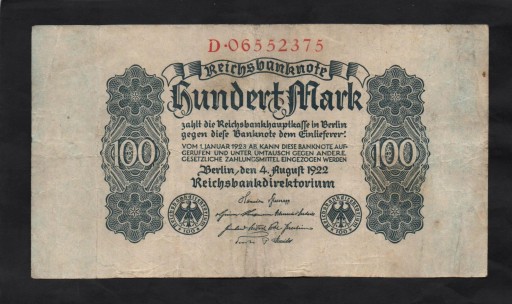 D·06552375
Reichsbanknote
Hundert Mark
zahlt die Reichsbankhauptkasse in Berlin
gegen diese Banknote dem Einlieferer.
VOM 1. JANUAR 1923 AB KANN DIESE BANKNOTE AUF-
GERUFEN UND UNTER UMTAUSCH GEGEN ANDERE
GESETZLICHE ZAHLUNGSMITTEL EINGEZOGEN WERDEN
100
100
Berlin, den 4. August 1922
Reichsbankdirektorium
100
100